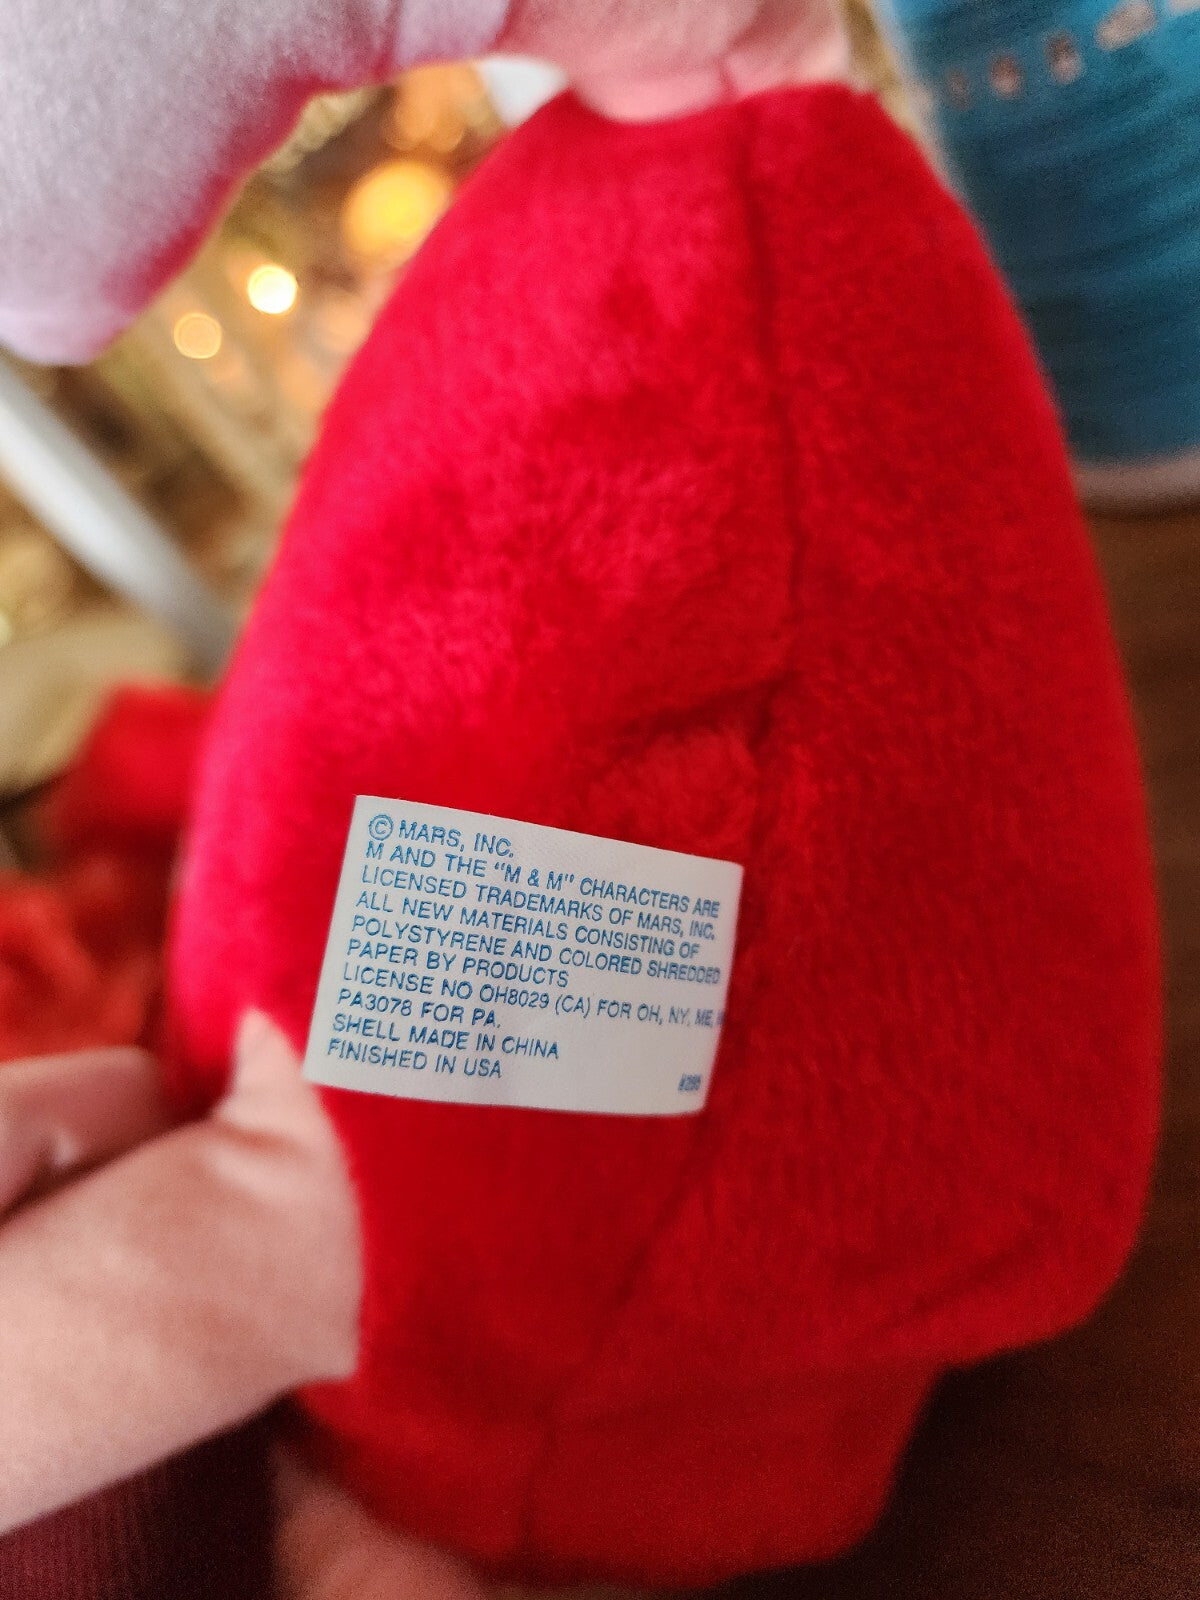 © MARS, INC.
M AND THE "M & M" CHARACTERS ARE
LICENSED TRADEMARKS OF MARS, INC.
ALL NEW MATERIALS CONSISTING OF
POLYSTYRENE AND COLORED SHREDDED
PAPER BY PRODUCTS
LICENSE NO OH8029 (CA) FOR OH, NY, ME,
PA3078 FOR PA.
SHELL MADE IN CHINA
FINISHED IN USA